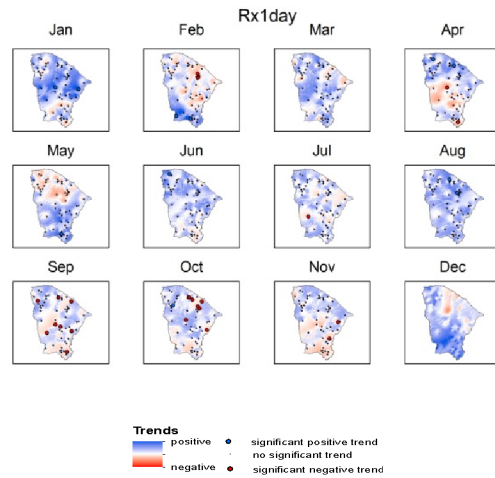 Rx1day
Jan Feb Mar Apr
May Jun Jul Aug
Sep Oct Nov Dec
Trends
positive significant positive trend
no significant trend
negative significant negative trend